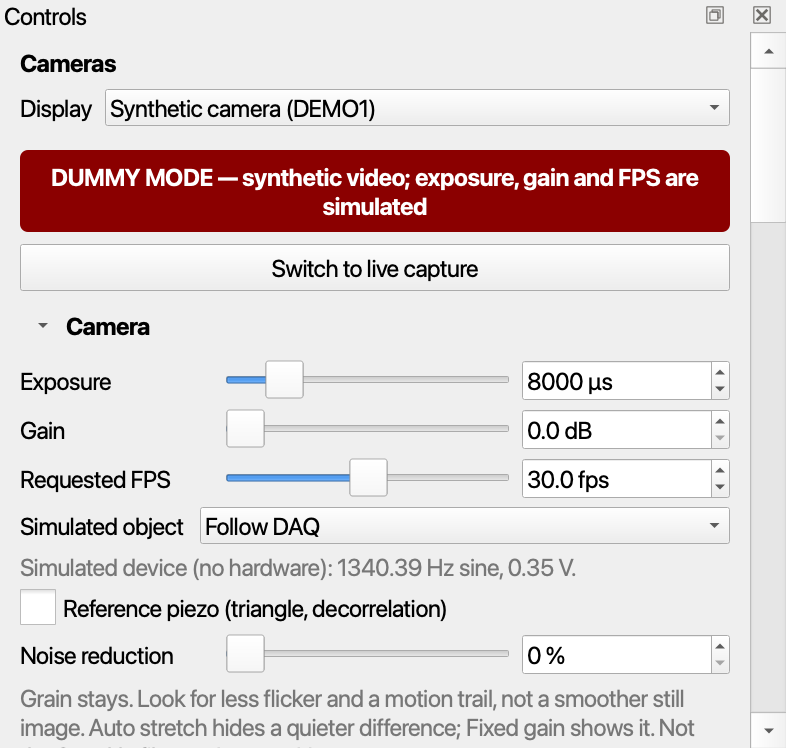 Controls
Cameras
Display
Synthetic camera (DEMO1)
DUMMY MODE — synthetic video; exposure, gain and FPS are
simulated
Switch to live capture
Camera
Exposure
8000 µs
Gain
0.0 dB
Requested FPS
30.0 fps
Simulated object
Follow DAQ
Simulated device (no hardware): 1340.39 Hz sine, 0.35 V.
Reference piezo (triangle, decorrelation)
Noise reduction
0 %
Grain stays. Look for less flicker and a motion trail, not a smoother still
image. Auto stretch hides a quieter difference; Fixed gain shows it. Not